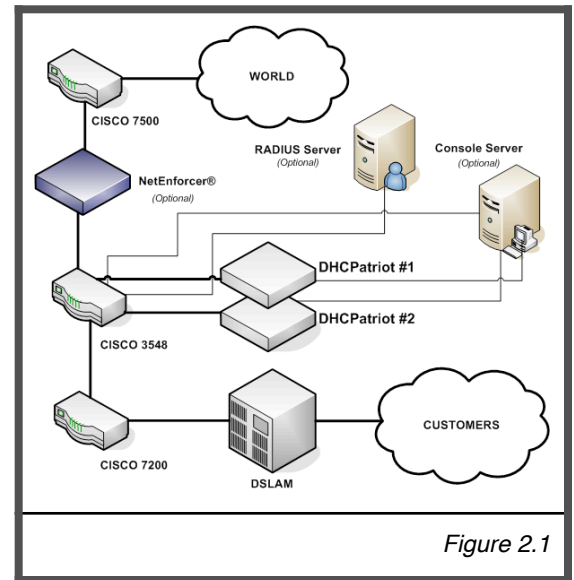 WORLD
CISCO 7500
RADIUS Server
(Optional)
Console Server
(Optional)
NetEnforcer®
(Optional)
DHCPatriot #1
DHCPatriot #2
CISCO 3548
CUSTOMERS
CISCO 7200
DSLAM
Figure 2.1